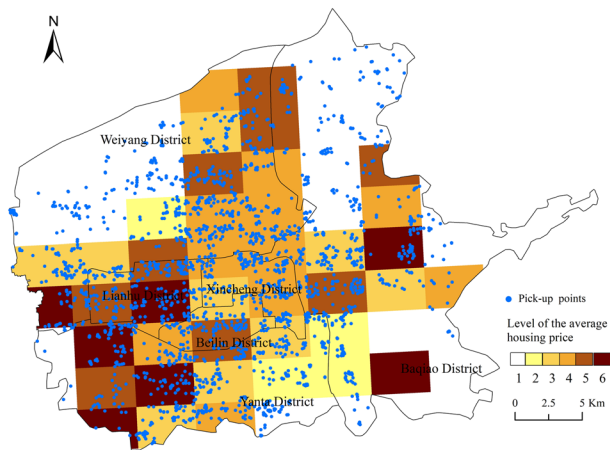 N
Weiyang District
Lianhu District
Xincheng District
Pick-up points
Level of the average
housing price
Beilin District
Baqiao District
1 2 3 4 5 6
Yanta District
0 2.5 5 Km